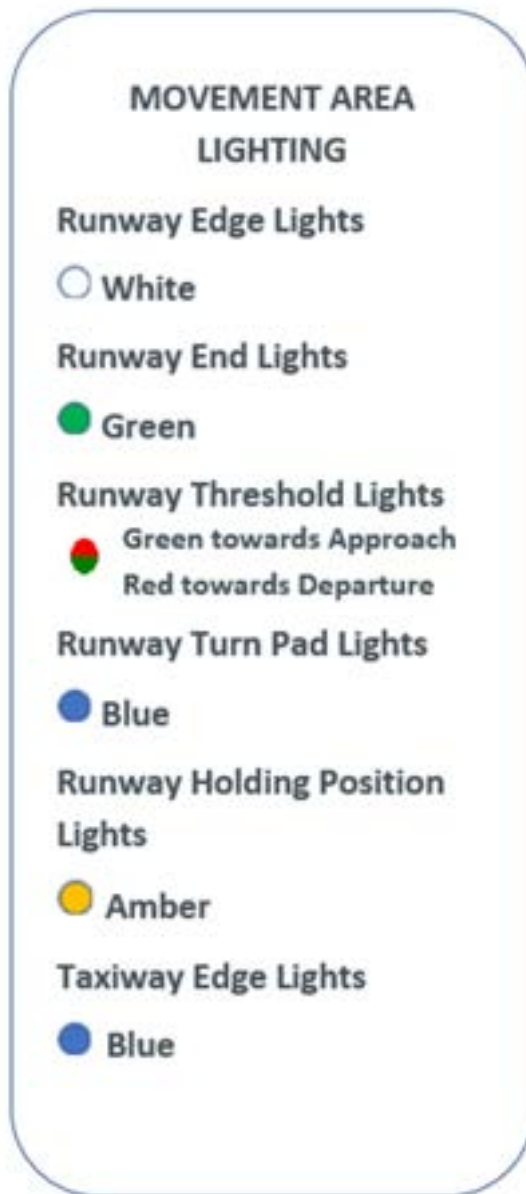 MOVEMENT AREA
LIGHTING
Runway Edge Lights
White
Runway End Lights
Green
Runway Threshold Lights
Green towards Approach
Red towards Departure
Runway Turn Pad Lights
Blue
Runway Holding Position
Lights
Amber
Taxiway Edge Lights
Blue